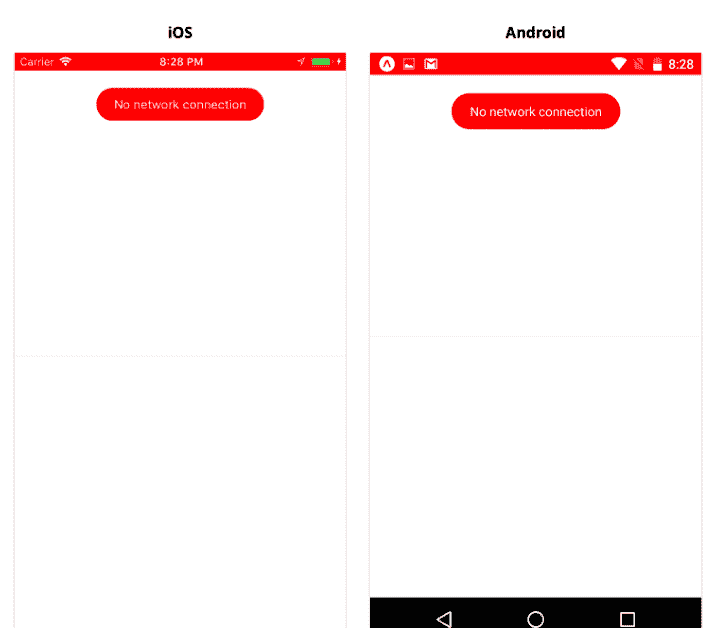 iOS
Android
Carrier 8:28 PM
8:28
No network connection
No network connection